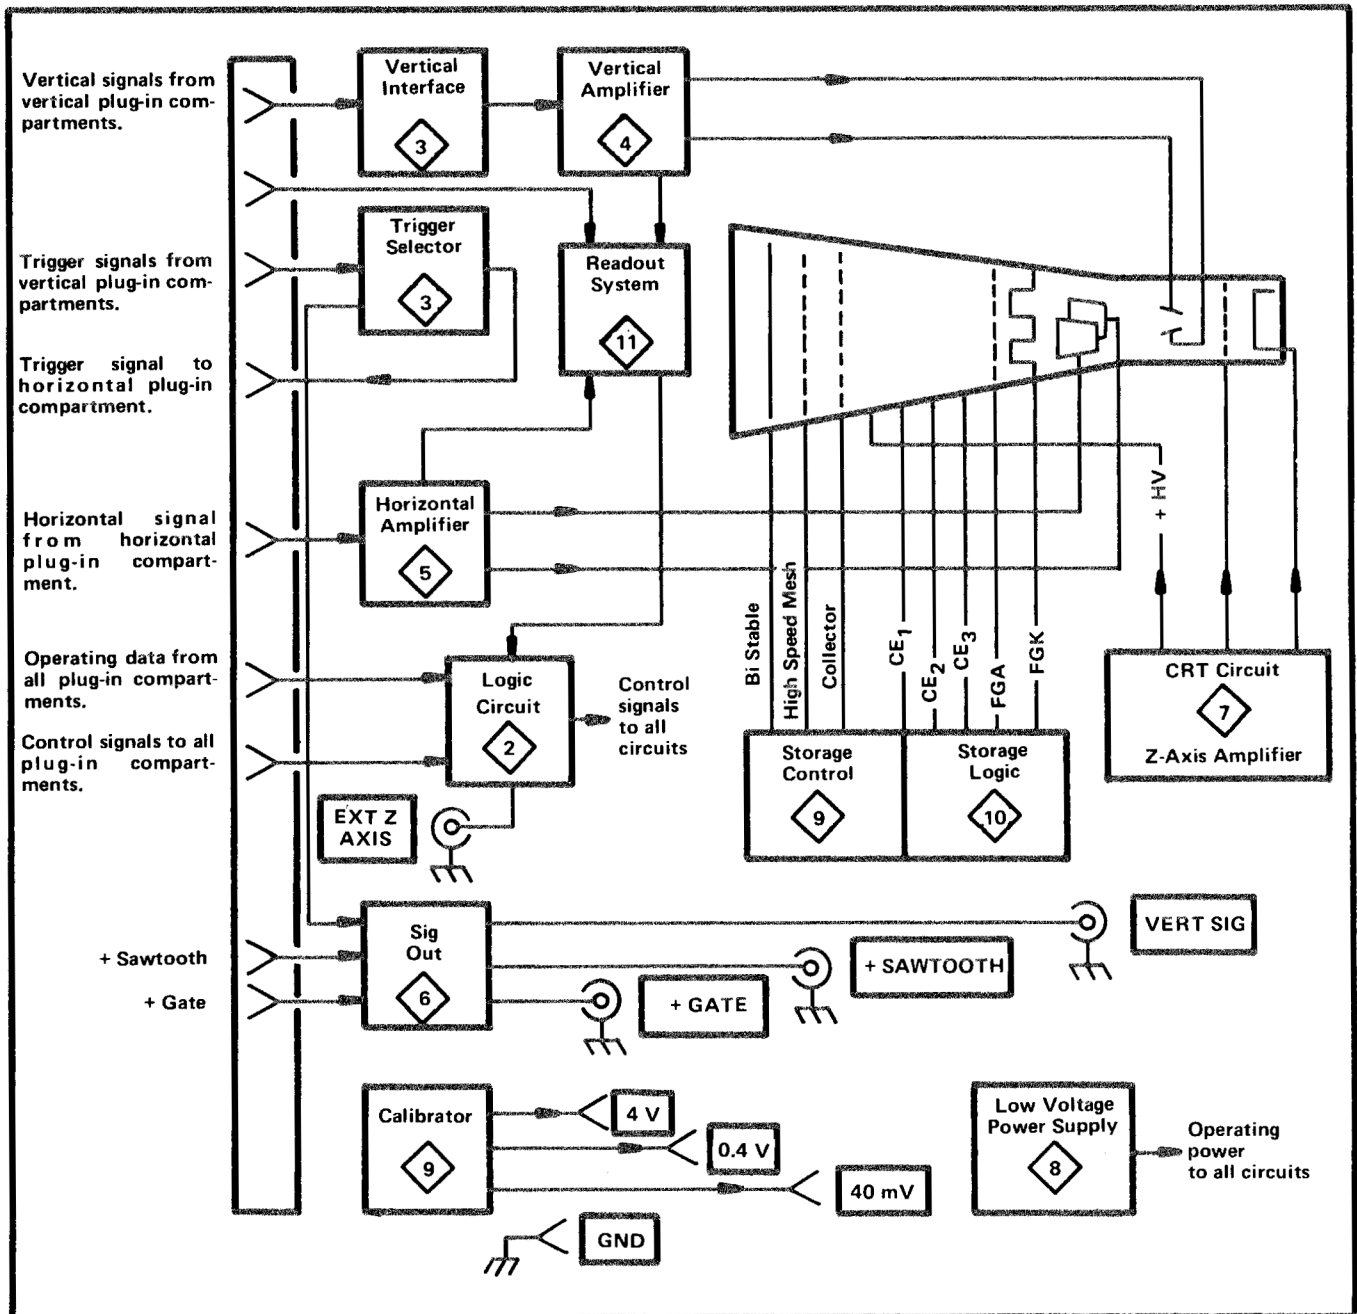 Vertical signals from
vertical plug-in com-
partments.
Vertical
Interface
3
Vertical
Amplifier
4
Trigger signals from
vertical plug-in com-
partments.
Trigger
Selector
3
Readout
System
11
Trigger signal to
horizontal plug-in
compartment.
Horizontal signal
from horizontal
plug-in compart-
ment.
Horizontal
Amplifier
5
+ HV
Bi Stable
High Speed Mesh
Collector
CE1
CE2
CE3
FGA
FGK
Operating data from
all plug-in compart-
ments.
Control signals to all
plug-in compart-
ments.
Logic
Circuit
2
Control
signals
to all
circuits
CRT Circuit
7
Z-Axis Amplifier
Storage
Control
9
Storage
Logic
10
EXT Z
AXIS
+ Sawtooth
+ Gate
Sig
Out
6
VERT SIG
+ SAWTOOTH
+ GATE
Calibrator
9
4 V
0.4 V
40 mV
GND
Low Voltage
Power Supply
8
Operating
power
to all circuits